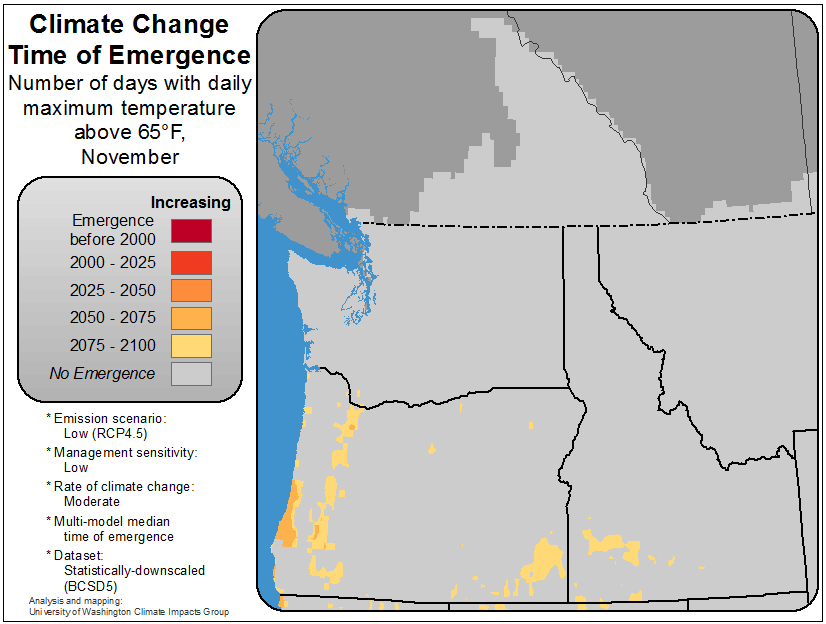 Climate Change
Time of Emergence
Number of days with daily
maximum temperature
above 65°F,
November
Increasing
Emergence
before 2000
2000 - 2025
2025 - 2050
2050 - 2075
2075 - 2100
No Emergence
* Emission scenario:
Low (RCP4.5)
* Management sensitivity:
Low
* Rate of climate change:
Moderate
* Multi-model median
time of emergence
* Dataset:
Statistically-downscaled
(BCSD5)
Analysis and mapping:
University of Washington Climate Impacts Group